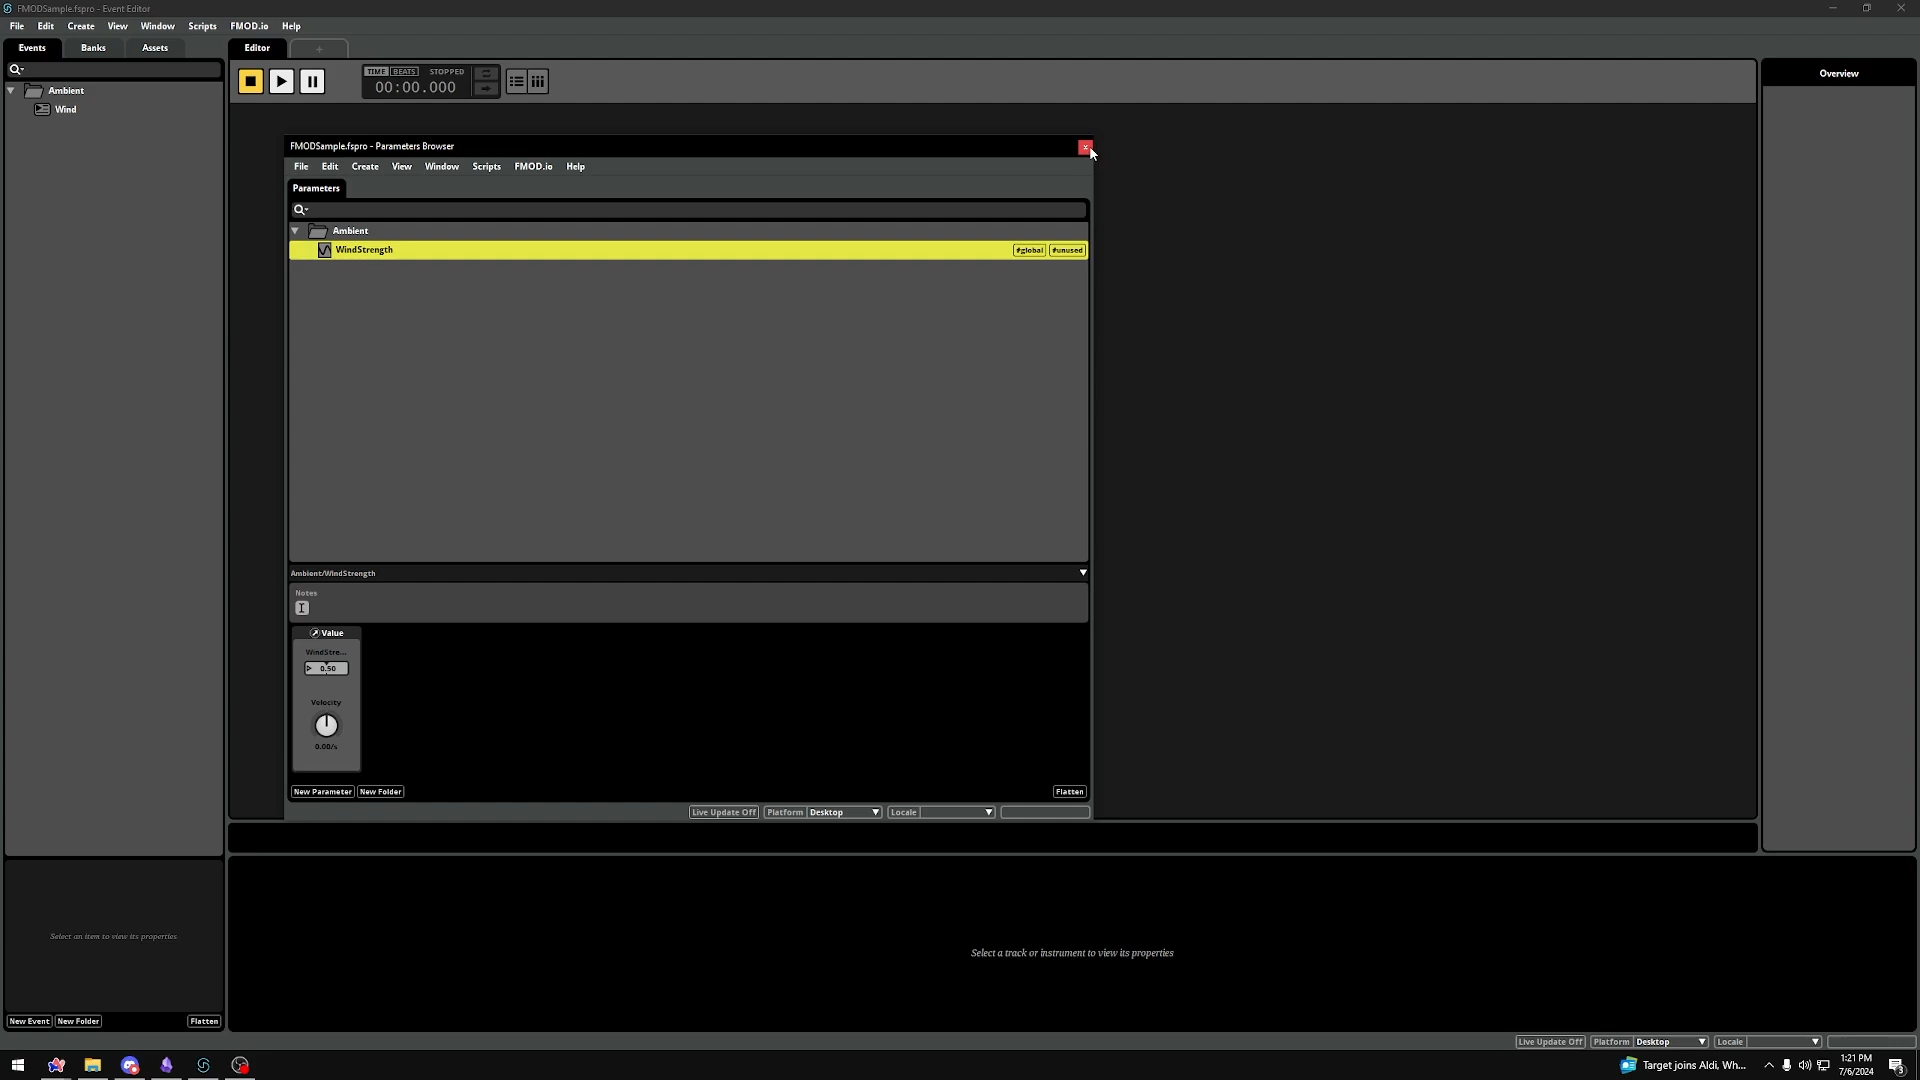 FMODSample.fspro - Event Editor
File Edit Create View Window Scripts FMOD.io Help
Events Banks Assets
Editor +
TIME BEATS STOPPED
00:00.000
Overview
Ambient
Wind
FMODSample.fspro - Parameters Browser
x
File Edit Create View Window Scripts FMOD.io Help
Parameters
Ambient
WindStrength #global #unused
Ambient/WindStrength
Notes
Value
WindStre...
0.50
Velocity
0.00/s
New Parameter New Folder Flatten
Live Update Off Platform Desktop Locale
Select an item to view its properties
Select a track or instrument to view its properties
New Event New Folder Flatten
Live Update Off Platform Desktop Locale
Target joins Aldi, Wh...
1:21 PM
7/6/2024
3